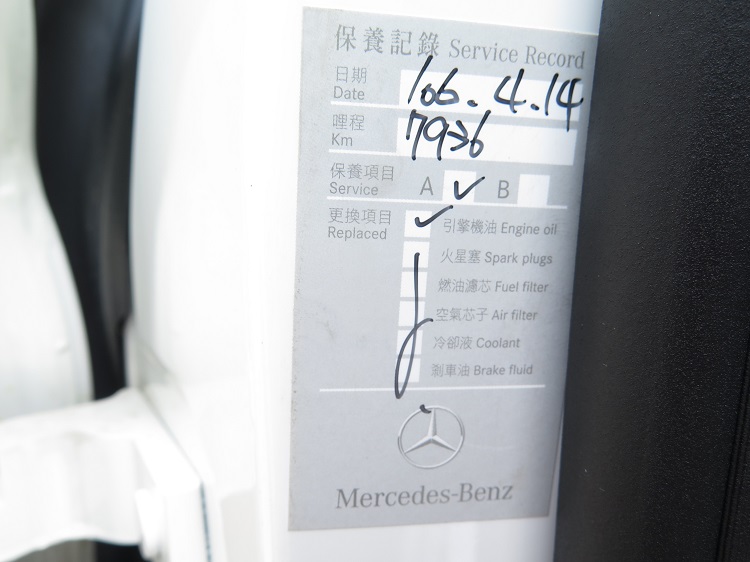 保養記錄 Service Record
日期
Date 106.4.14
哩程
Km 7936
保養項目
Service A ✓ B
更換項目
Replaced ✓ 引擎機油 Engine oil
火星塞 Spark plugs
燃油濾芯 Fuel filter
空氣芯子 Air filter
冷卻液 Coolant
剎車油 Brake fluid
Mercedes-Benz